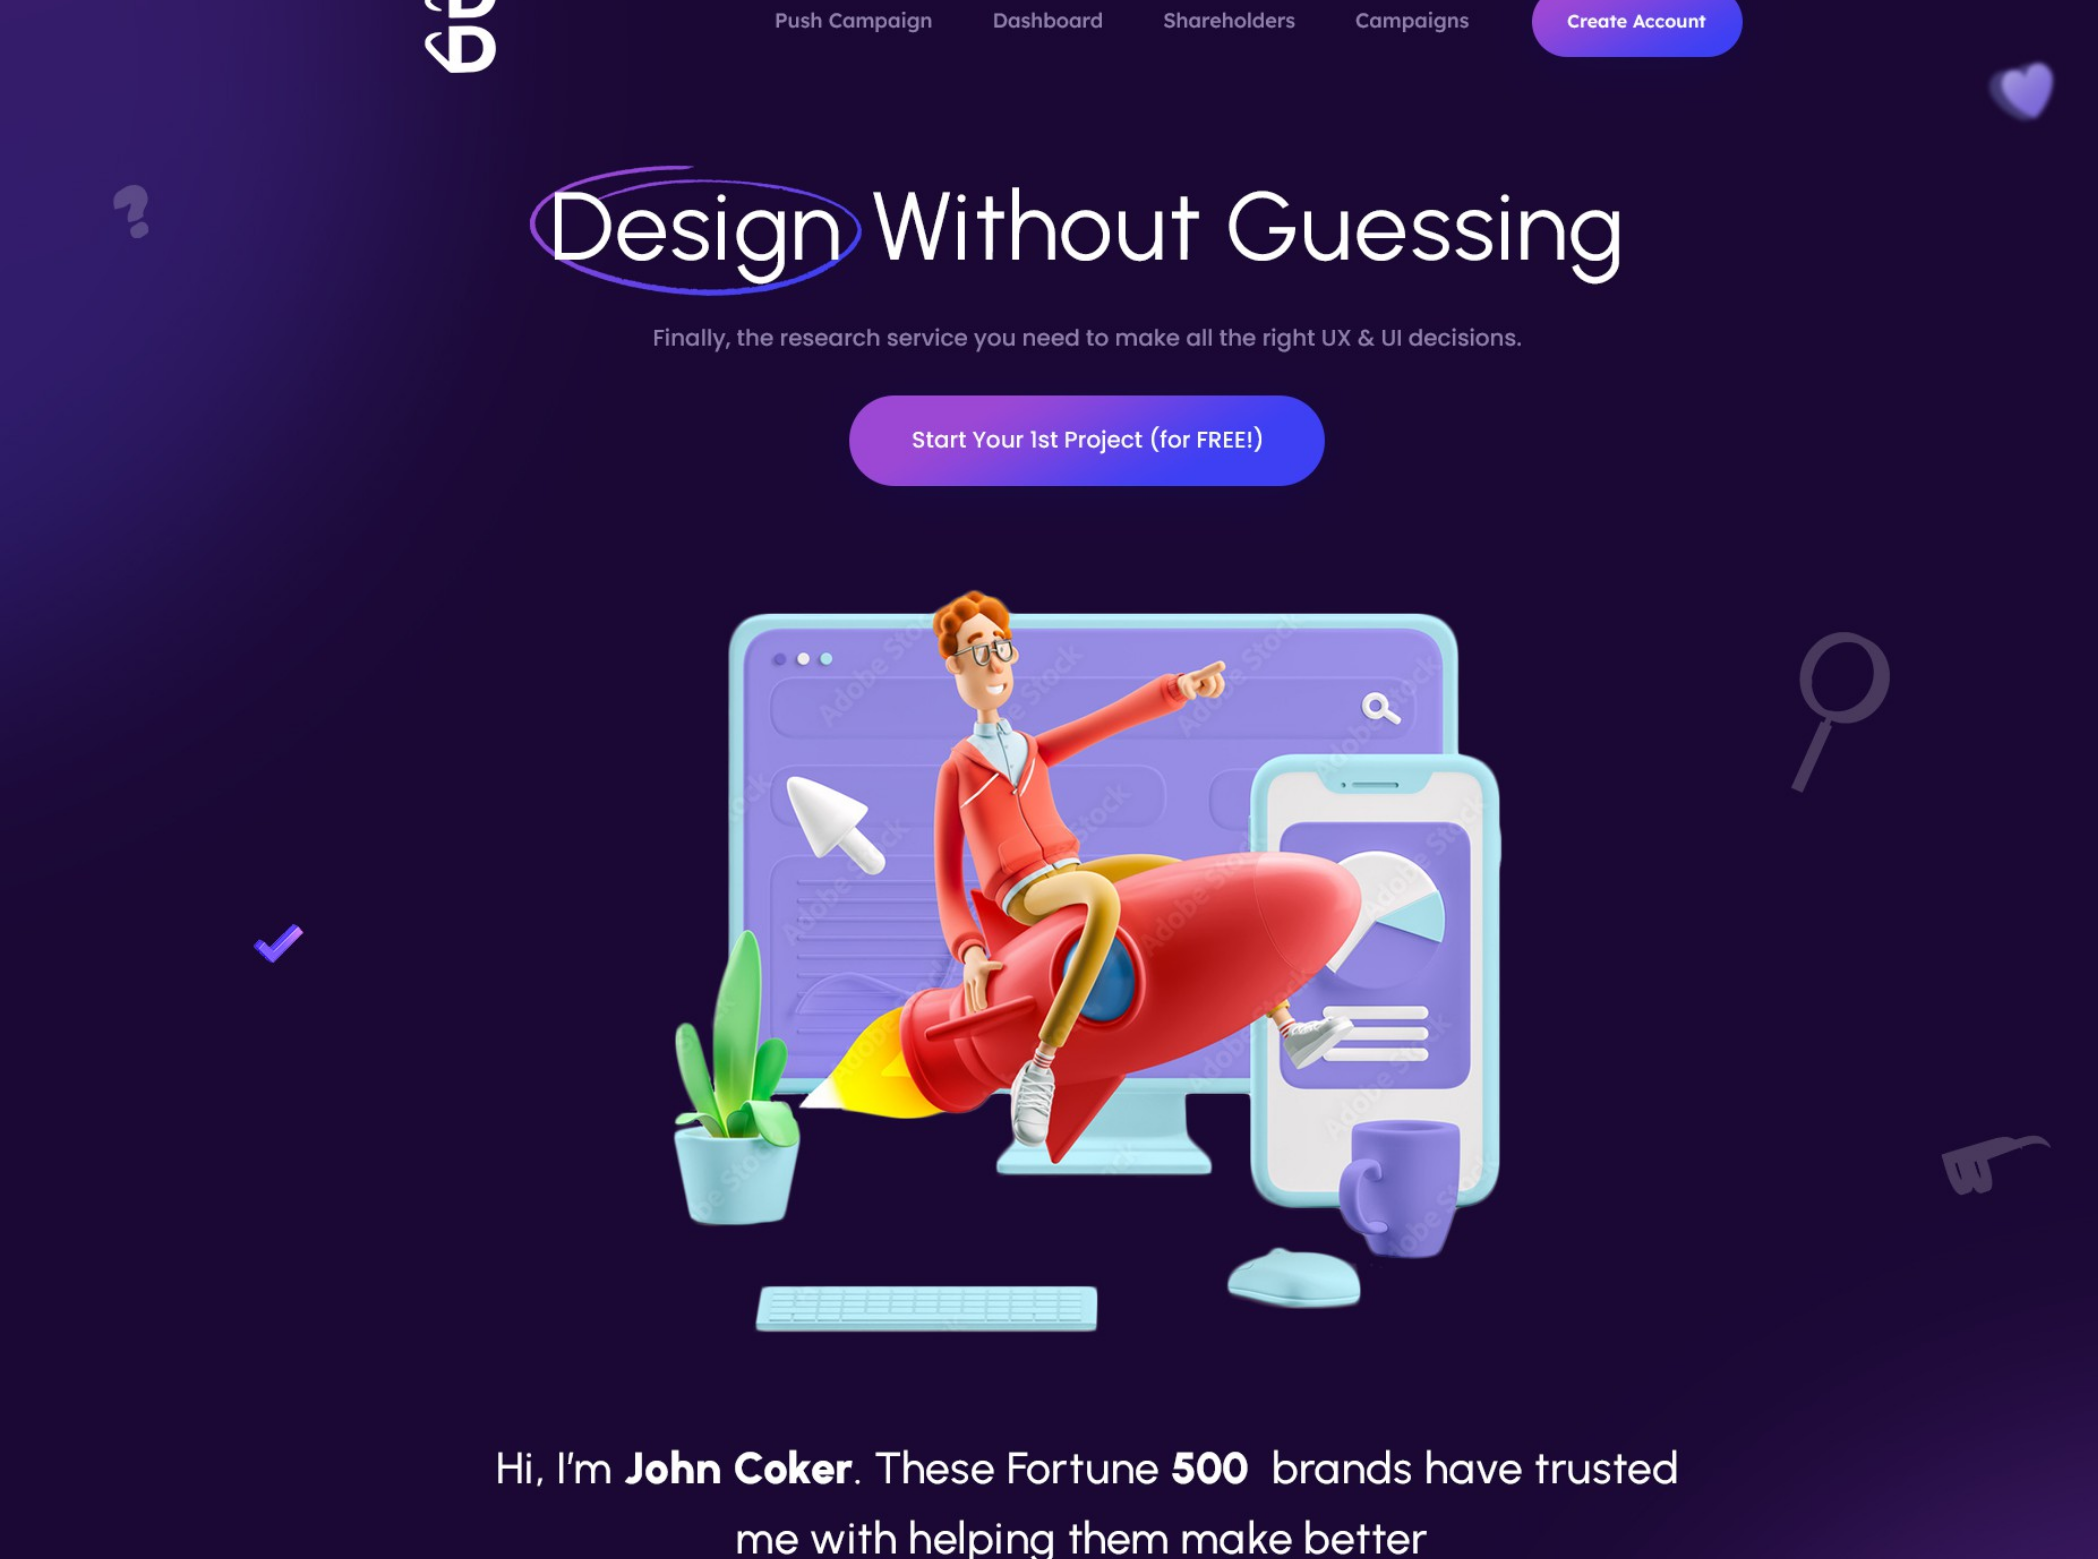 Push Campaign Dashboard Shareholders Campaigns Create Account
Design Without Guessing
Finally, the research service you need to make all the right UX & UI decisions.
Start Your 1st Project (for FREE!)
Adobe Stock
Hi, I'm John Coker. These Fortune 500 brands have trusted
me with helping them make better